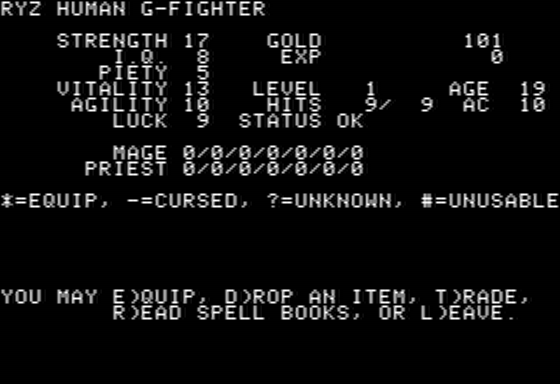 RYZ HUMAN G-FIGHTER
STRENGTH 17 GOLD 101
I.Q. 8 EXP 0
PIETY 5
VITALITY 13 LEVEL 1 AGE 19
AGILITY 10 HITS 9/ 9 AC 10
LUCK 9 STATUS OK
MAGE 0/0/0/0/0/0/0
PRIEST 0/0/0/0/0/0/0
*=EQUIP, -=CURSED, ?=UNKNOWN, #=UNUSABLE
YOU MAY E)QUIP, D)ROP AN ITEM, T)RADE,
R)EAD SPELL BOOKS, OR L)EAVE.